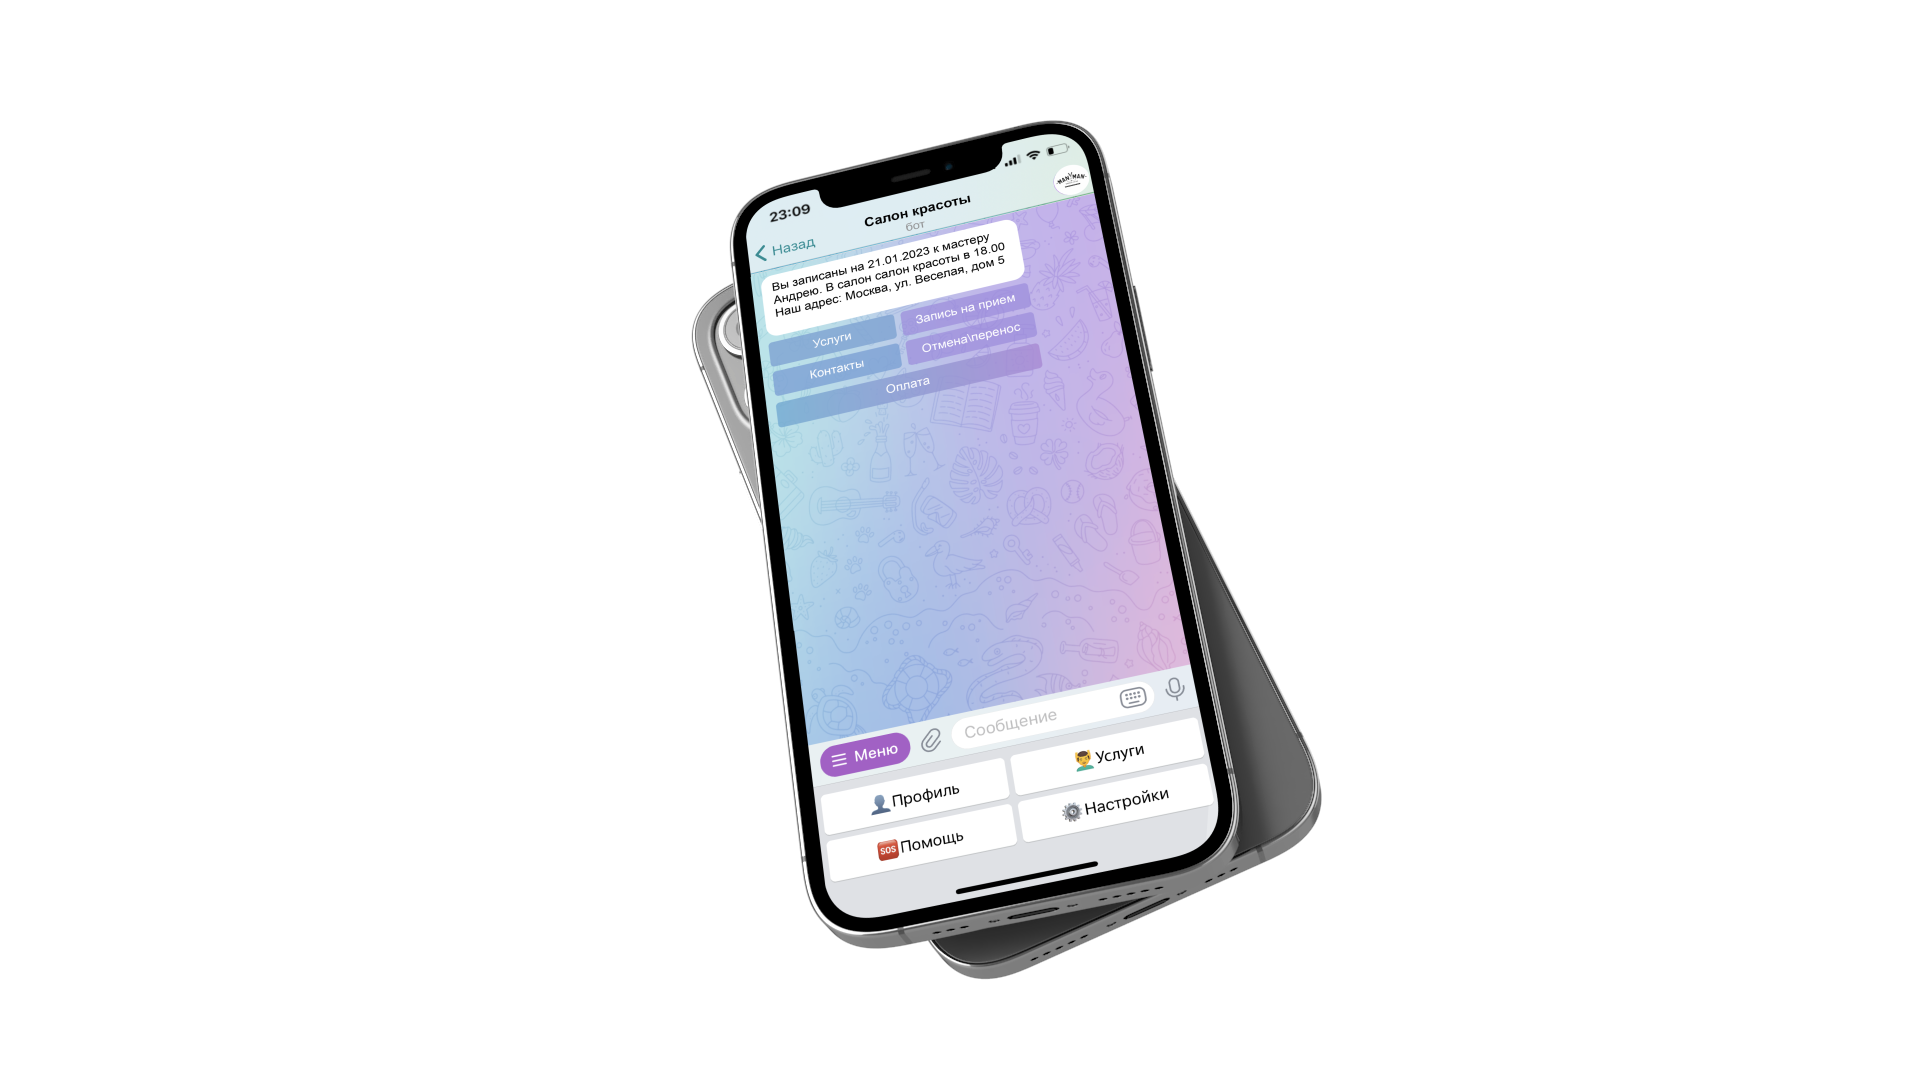 23:09
Назад
Салон красоты
бот
MAN MAN
Вы записаны на 21.01.2023 к мастеру
Андрею. В салон салон красоты в 18.00
Наш адрес: Москва, ул. Веселая, дом 5
Услуги
Запись на прием
Контакты
Отмена\перенос
Оплата
Меню
Сообщение
Профиль
Услуги
SOS Помощь
Настройки